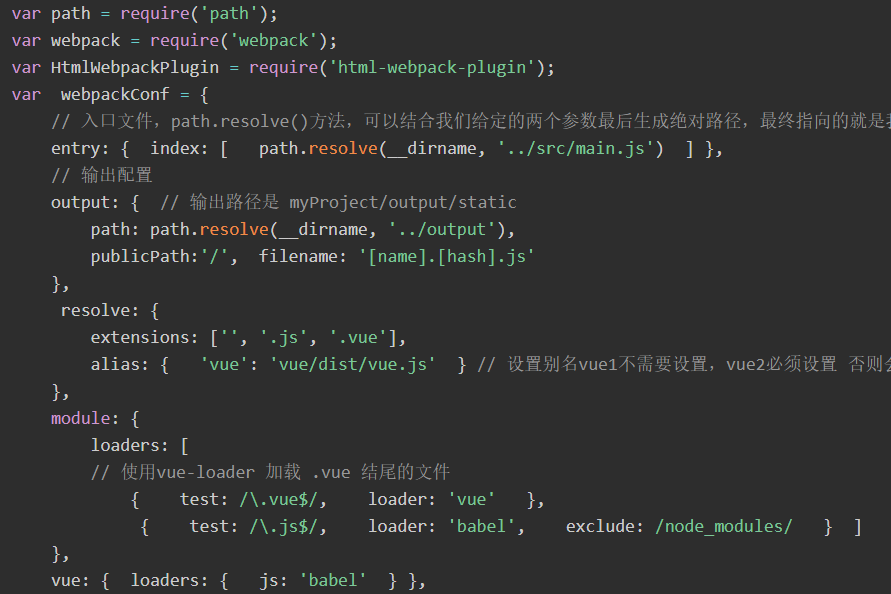 var path = require('path');
var webpack = require('webpack');
var HtmlWebpackPlugin = require('html-webpack-plugin');
var  webpackConf = {
    // 入口文件，path.resolve()方法，可以结合我们给定的两个参数最后生成绝对路径，最终指向的就是
    entry: {  index: [   path.resolve(__dirname, '../src/main.js')  ] },
    // 输出配置
    output: {  // 输出路径是 myProject/output/static
        path: path.resolve(__dirname, '../output'),
        publicPath:'/',  filename: '[name].[hash].js'
    },
     resolve: {
        extensions: ['', '.js', '.vue'],
        alias: {   'vue': 'vue/dist/vue.js'  } // 设置别名vue1不需要设置，vue2必须设置 否则
    },
    module: {
        loaders: [
        // 使用vue-loader 加载 .vue 结尾的文件
            {    test: /\.vue$/,    loader: 'vue'   },
             {    test: /\.js$/,    loader: 'babel',    exclude: /node_modules/   }  ]
    },
    vue: {  loaders: {   js: 'babel'  } },